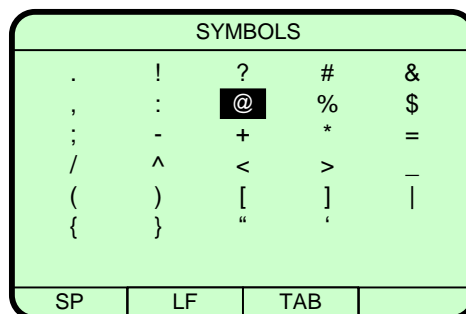 SYMBOLS
. ! ? # &
, : @ % $
; - + * =
/ ^ < > _
( ) [ ] |
{ } “ ‘
SP LF TAB